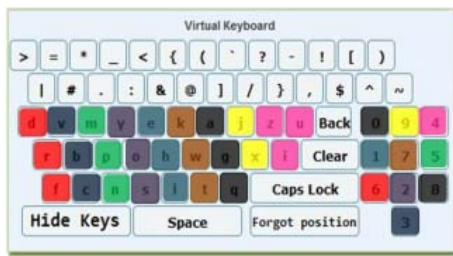 Virtual Keyboard
> = * _ < { ( ` ? - ! [ )
| # . : & @ ] / } , $ ^ ~
d v m y e k a j z u Back 0 9 4
r b p o h w g x i Clear 1 7 5
f c n s l t q Caps Lock 6 2 8
Hide Keys Space Forgot position 3